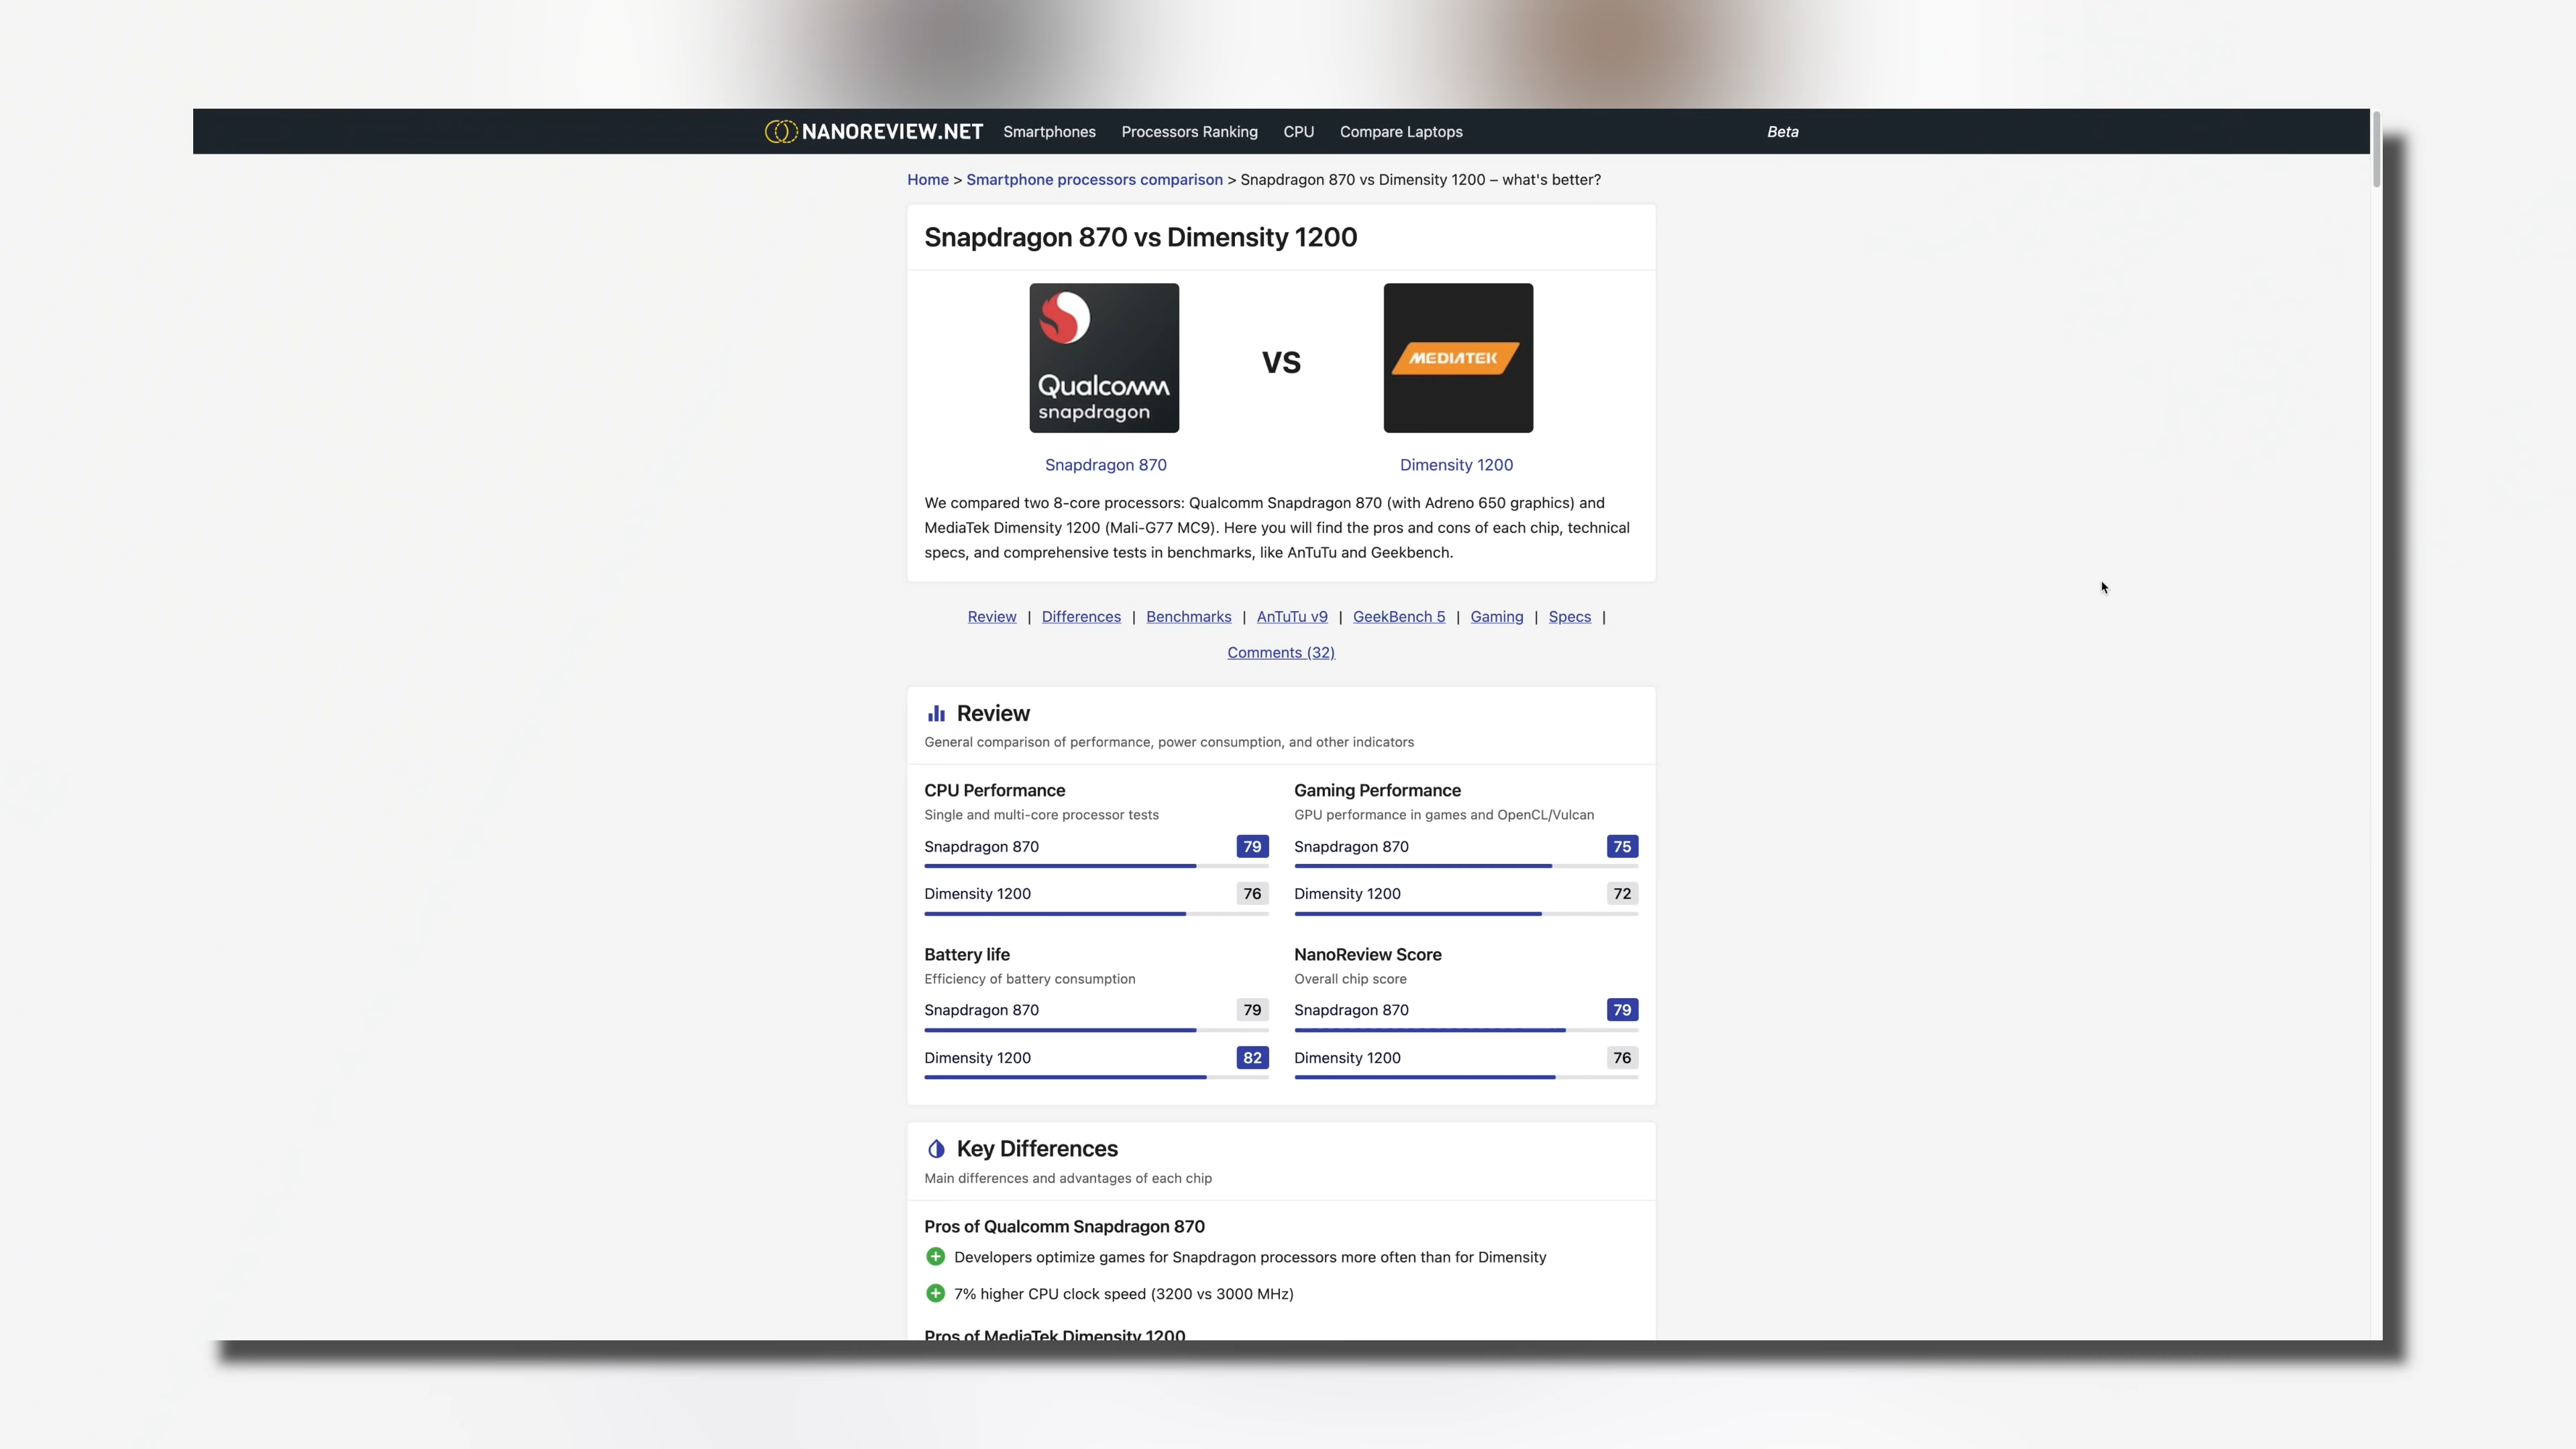 NANOREVIEW.NET Smartphones Processors Ranking CPU Compare Laptops Beta
Home > Smartphone processors comparison > Snapdragon 870 vs Dimensity 1200 – what's better?
Snapdragon 870 vs Dimensity 1200
Qualcomm
snapdragon
VS
MEDIATEK
Snapdragon 870
Dimensity 1200
We compared two 8-core processors: Qualcomm Snapdragon 870 (with Adreno 650 graphics) and
MediaTek Dimensity 1200 (Mali-G77 MC9). Here you will find the pros and cons of each chip, technical
specs, and comprehensive tests in benchmarks, like AnTuTu and Geekbench.
Review | Differences | Benchmarks | AnTuTu v9 | GeekBench 5 | Gaming | Specs |
Comments (32)
Review
General comparison of performance, power consumption, and other indicators
CPU Performance
Single and multi-core processor tests
Snapdragon 870 79
Dimensity 1200 76
Gaming Performance
GPU performance in games and OpenCL/Vulcan
Snapdragon 870 75
Dimensity 1200 72
Battery life
Efficiency of battery consumption
Snapdragon 870 79
Dimensity 1200 82
NanoReview Score
Overall chip score
Snapdragon 870 79
Dimensity 1200 76
Key Differences
Main differences and advantages of each chip
Pros of Qualcomm Snapdragon 870
Developers optimize games for Snapdragon processors more often than for Dimensity
7% higher CPU clock speed (3200 vs 3000 MHz)
Pros of MediaTek Dimensity 1200